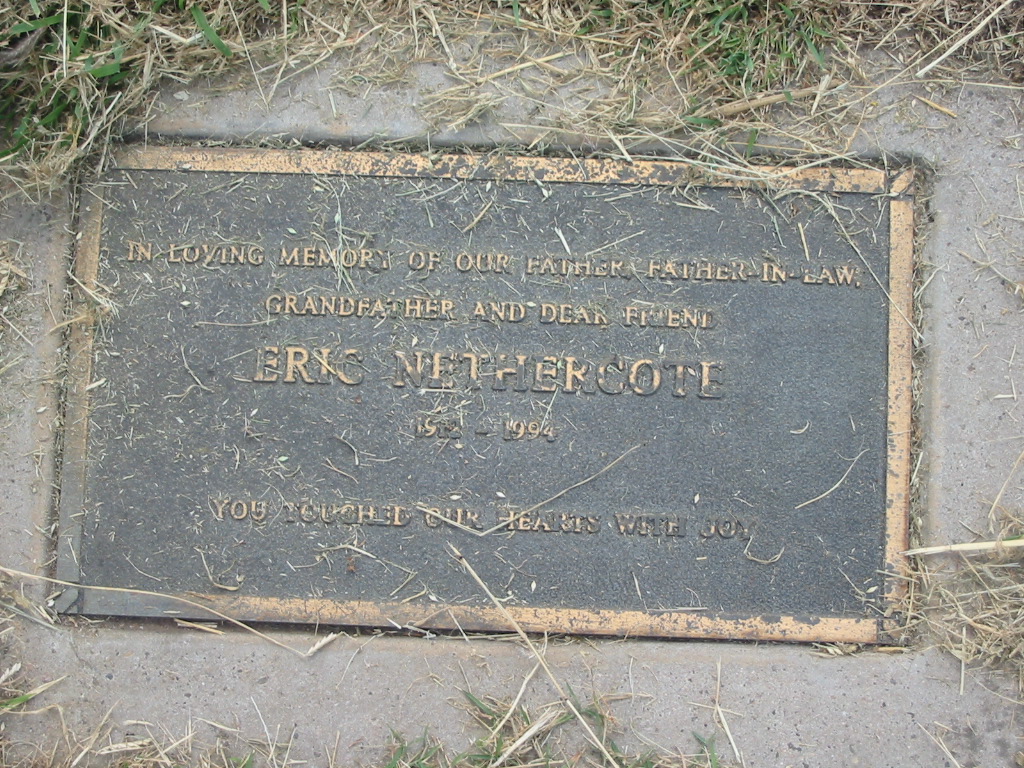 IN LOVING MEMORY OF OUR FATHER, FATHER-IN-LAW,
GRANDFATHER AND DEAR FRIEND
ERIC NETHERCOTE
- 1994
YOU TOUCHED OUR HEARTS WITH JOY